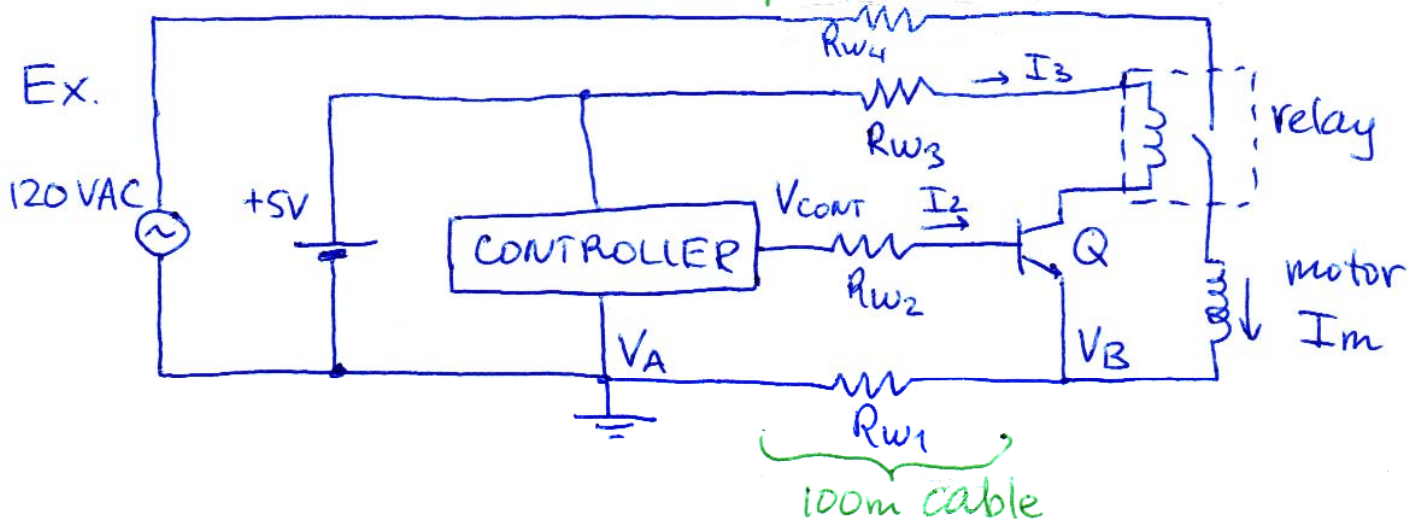 Ex.
120 VAC
+5V
CONTROLLER
VCONT
I2
RW4
I3
RW3
relay
Q
RW2
motor
Im
VA
VB
RW1
100m cable